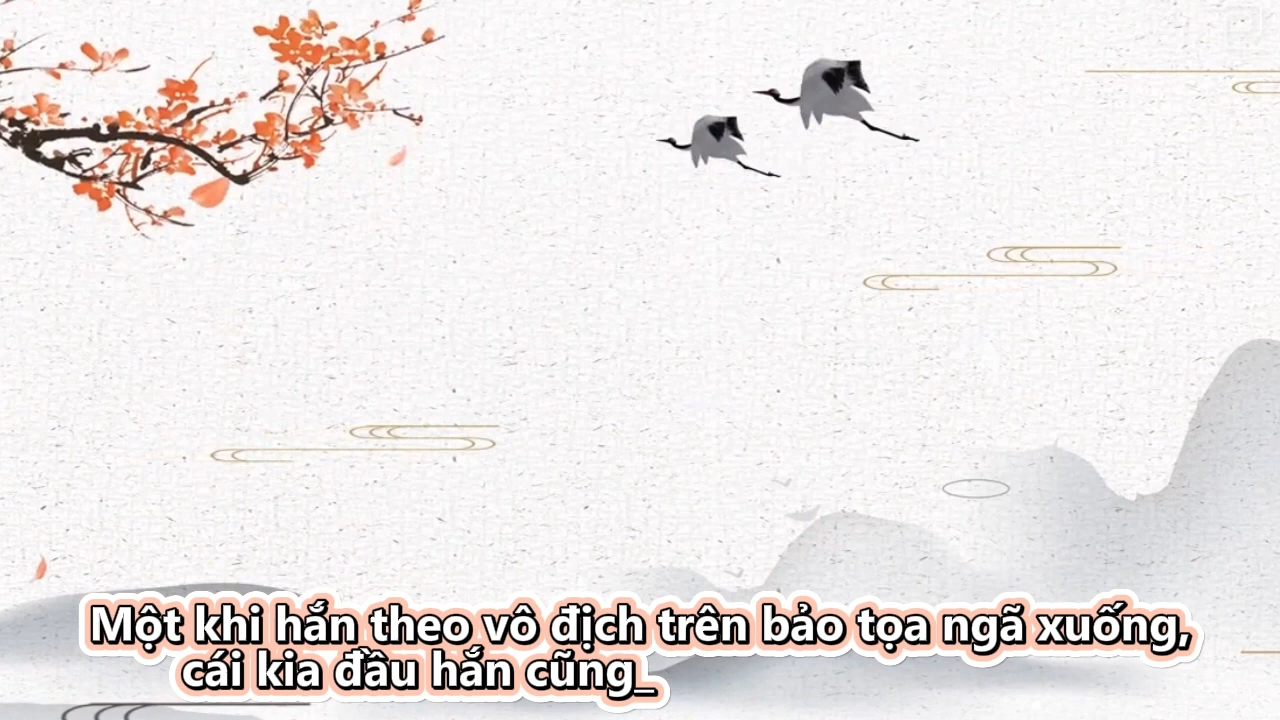 Một khi hắn theo vô địch trên bảo tọa ngã xuống,
cái kia đầu hắn cũng_